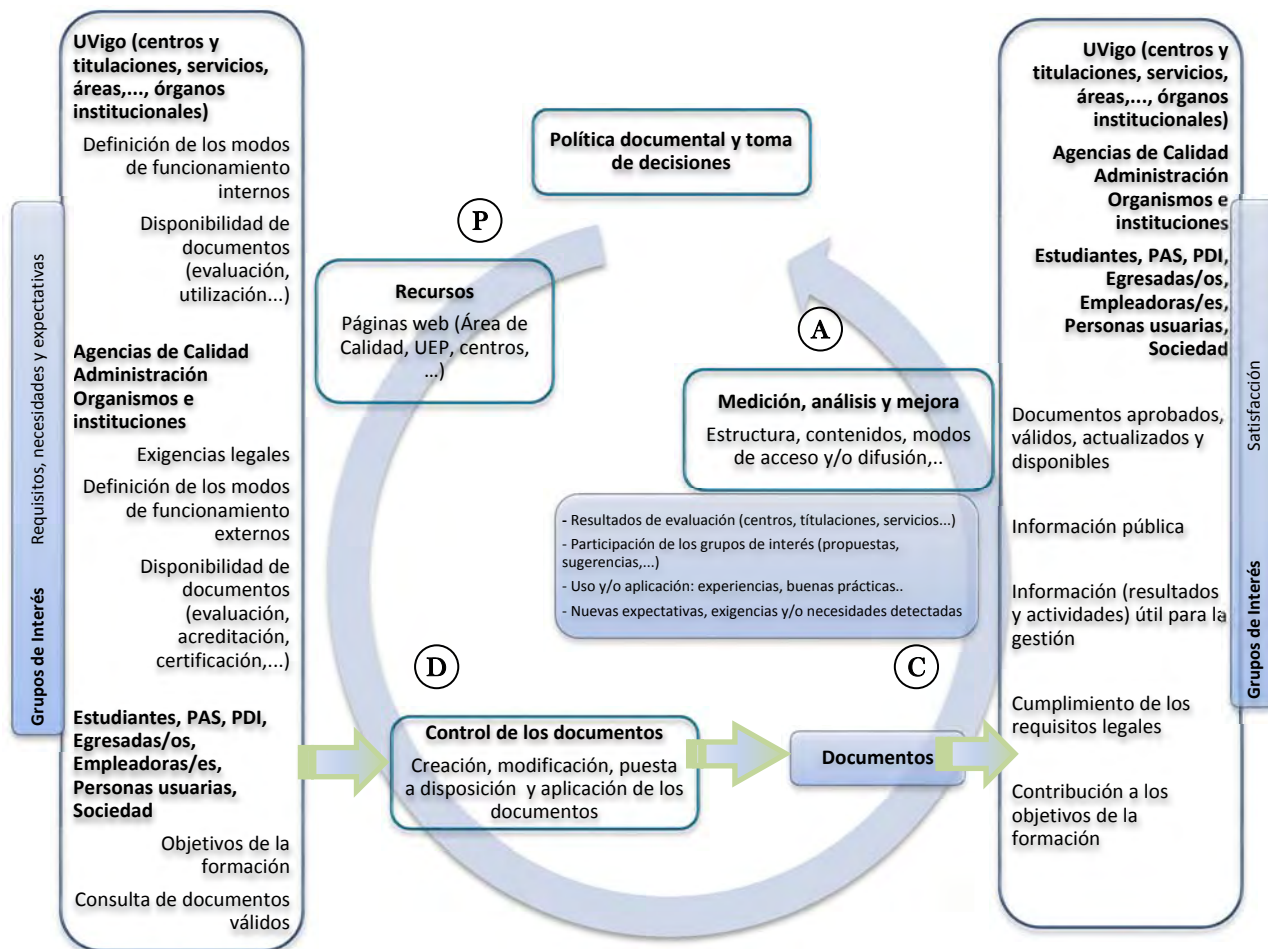 UVigo (centros y
titulaciones, servicios,
áreas,..., órganos
institucionales)
Definición de los modos
de funcionamiento
internos
Disponibilidad de
documentos
(evaluación,
utilización...)
Agencias de Calidad
Administración
Organismos e
instituciones
Exigencias legales
Definición de los modos
de funcionamiento
externos
Disponibilidad de
documentos
(evaluación,
acreditación,
certificación,...)
Estudiantes, PAS, PDI,
Egresadas/os,
Empleadoras/es,
Personas usuarias,
Sociedad
Objetivos de la
formación
Consulta de documentos
válidos
Grupos de Interés Requisitos, necesidades y expectativas
Política documental y toma
de decisiones
P
Recursos
Páginas web (Área de
Calidad, UEP, centros,
…)
A
Medición, análisis y mejora
Estructura, contenidos, modos
de acceso y/o difusión,..
- Resultados de evaluación (centros, títulaciones, servicios...)
- Participación de los grupos de interés (propuestas,
sugerencias,...)
- Uso y/o aplicación: experiencias, buenas prácticas..
- Nuevas expectativas, exigencias y/o necesidades detectadas
D
C
Control de los documentos
Creación, modificación, puesta
a disposición y aplicación de los
documentos
Documentos
UVigo (centros y
titulaciones, servicios,
áreas,..., órganos
institucionales)
Agencias de Calidad
Administración
Organismos e
instituciones
Estudiantes, PAS, PDI,
Egresadas/os,
Empleadoras/es,
Personas usuarias,
Sociedad
Documentos aprobados,
válidos, actualizados y
disponibles
Información pública
Información (resultados
y actividades) útil para la
gestión
Cumplimiento de los
requisitos legales
Contribución a los
objetivos de la
formación
Grupos de Interés Satisfacción